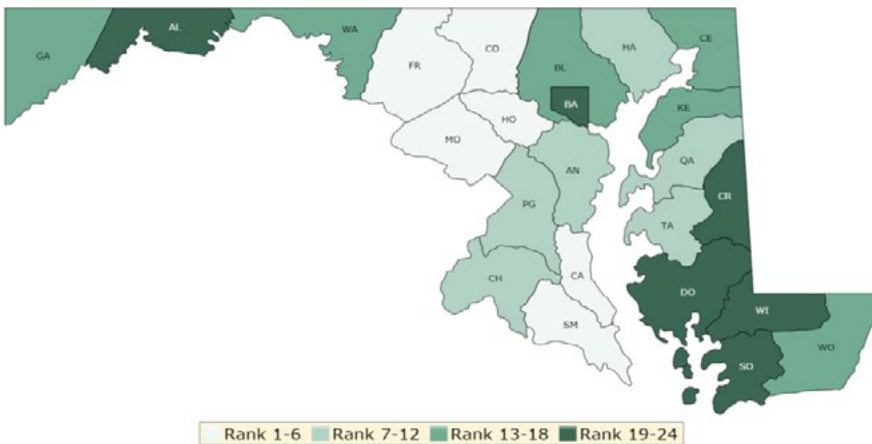 GA
AL
WA
FR
CO
BL
HA
CE
BA
KE
HO
MO
AN
QA
PG
CR
TA
CH
CA
DO
SM
WI
WO
SO
Rank 1-6 Rank 7-12 Rank 13-18 Rank 19-24